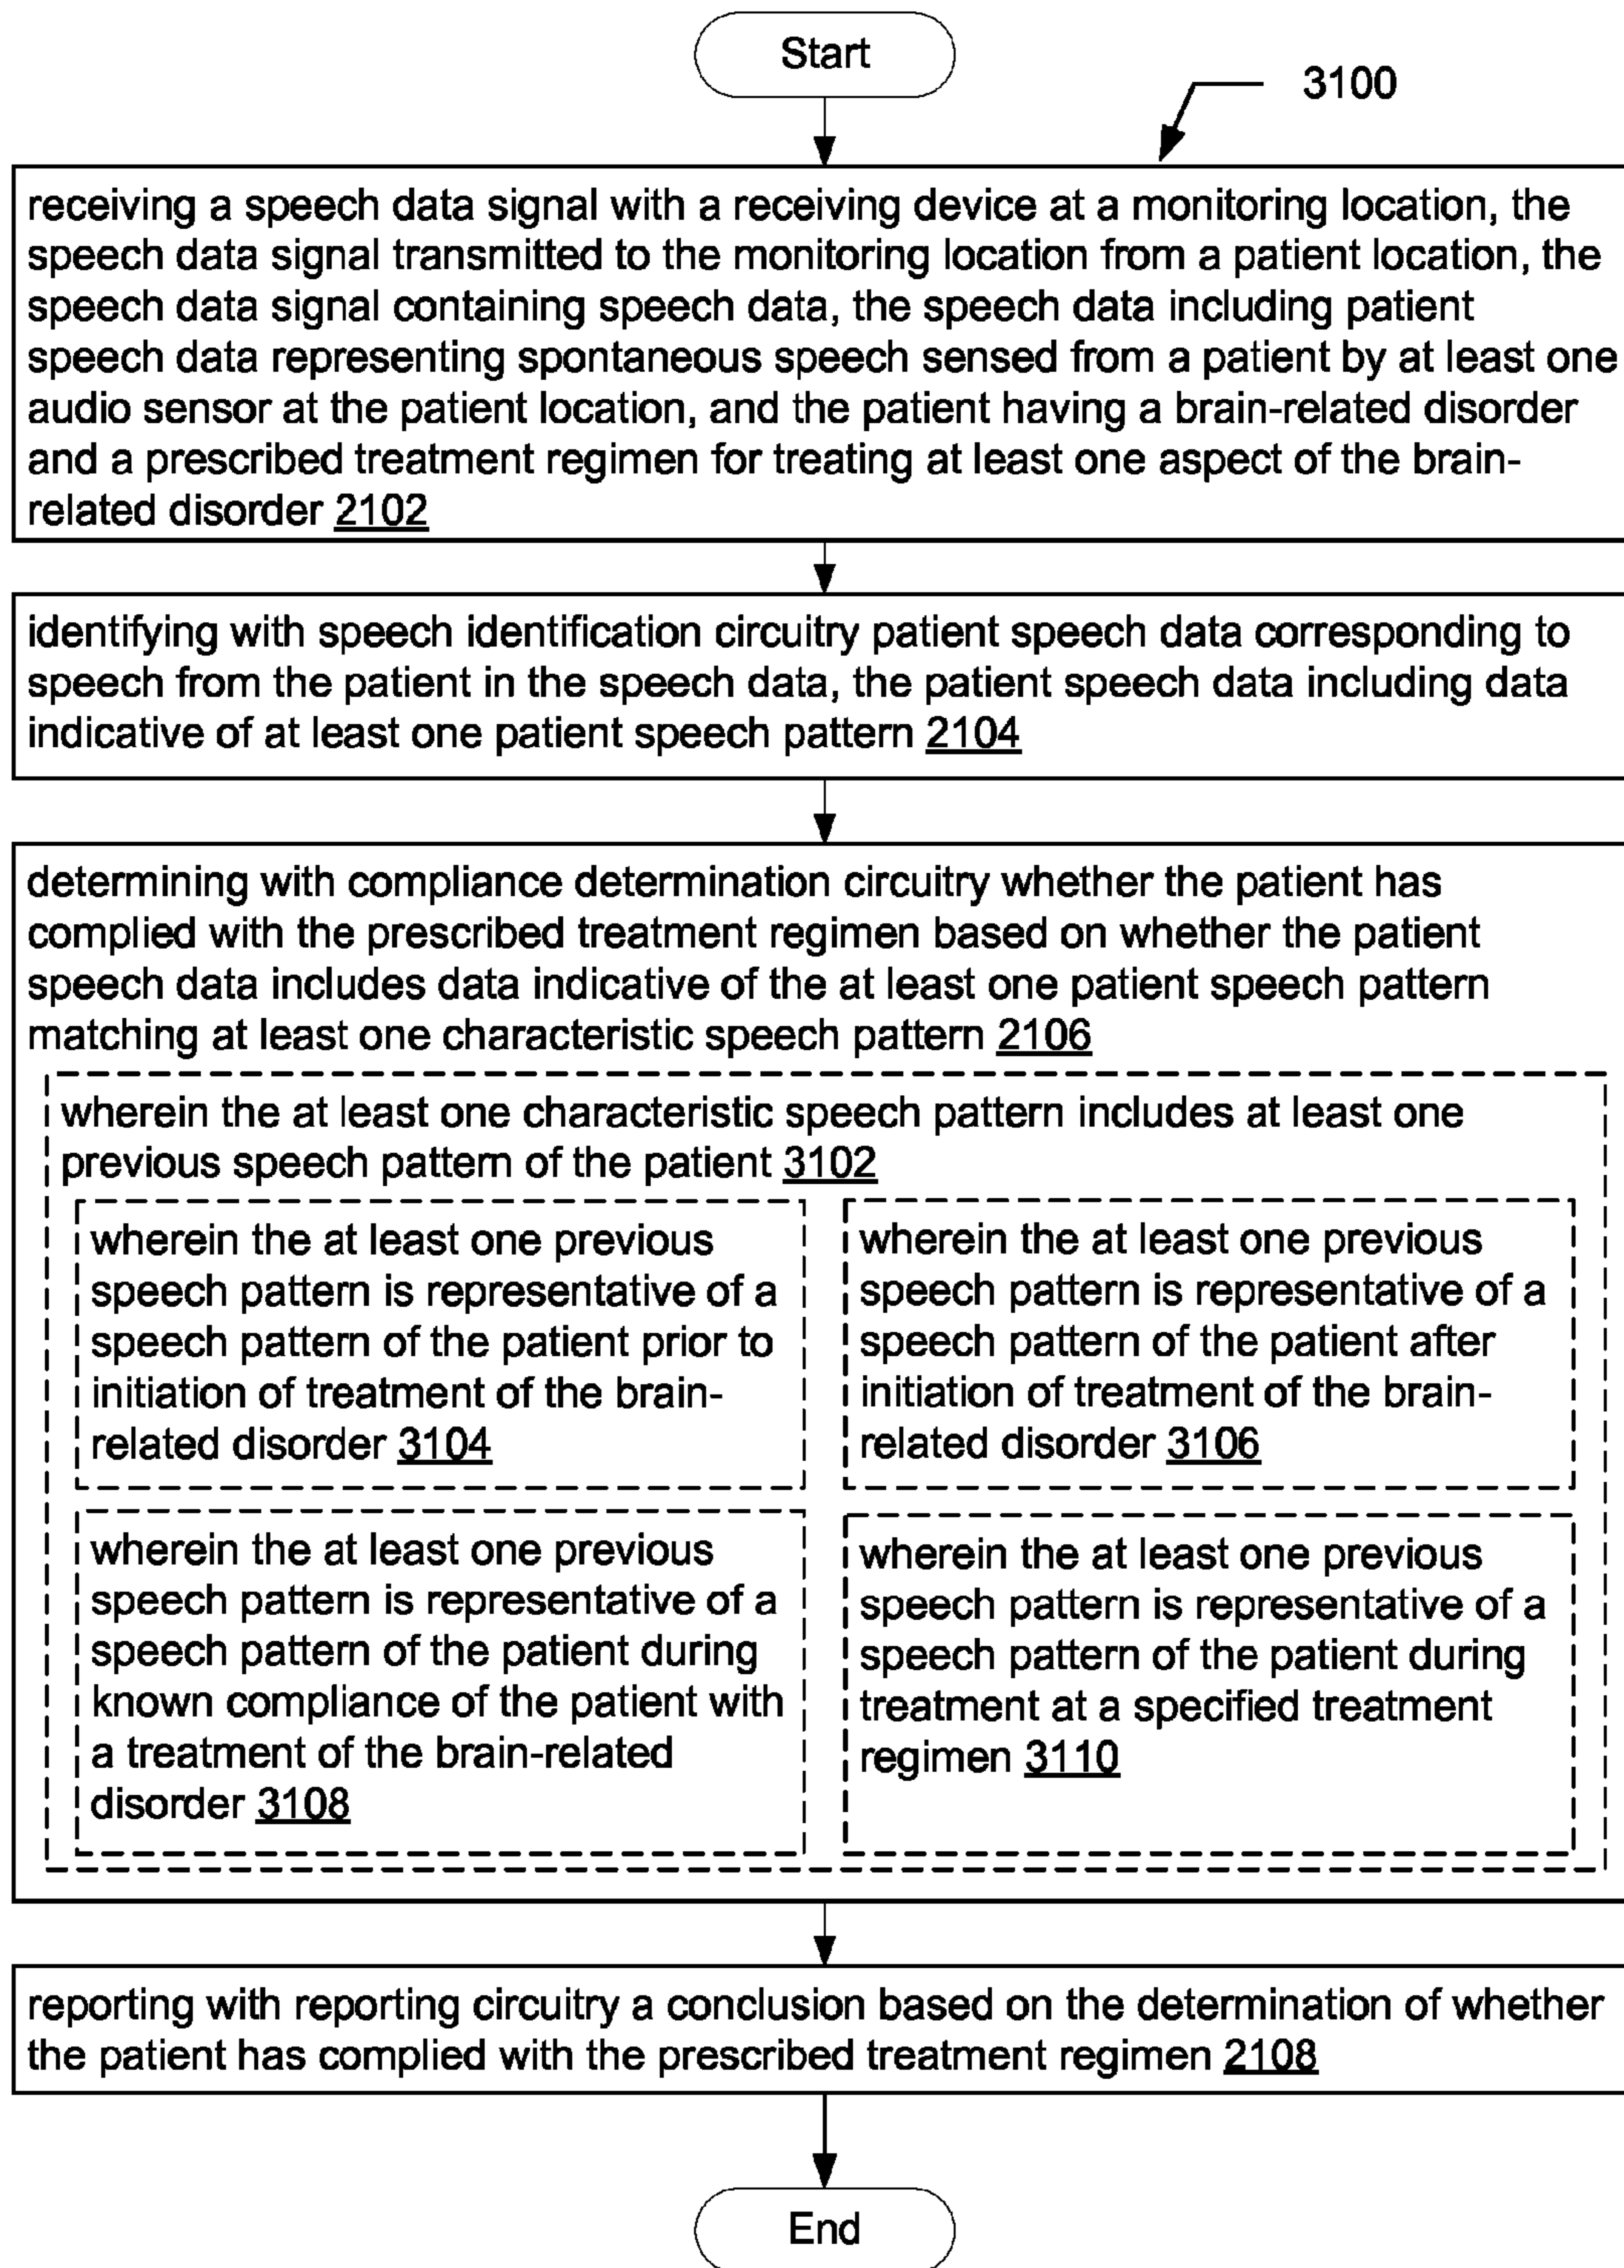 Start
3100
receiving a speech data signal with a receiving device at a monitoring location, the
speech data signal transmitted to the monitoring location from a patient location, the
speech data signal containing speech data, the speech data including patient
speech data representing spontaneous speech sensed from a patient by at least one
audio sensor at the patient location, and the patient having a brain-related disorder
and a prescribed treatment regimen for treating at least one aspect of the brain-
related disorder 2102
identifying with speech identification circuitry patient speech data corresponding to
speech from the patient in the speech data, the patient speech data including data
indicative of at least one patient speech pattern 2104
determining with compliance determination circuitry whether the patient has
complied with the prescribed treatment regimen based on whether the patient
speech data includes data indicative of the at least one patient speech pattern
matching at least one characteristic speech pattern 2106
wherein the at least one characteristic speech pattern includes at least one
previous speech pattern of the patient 3102
wherein the at least one previous
speech pattern is representative of a
speech pattern of the patient prior to
initiation of treatment of the brain-
related disorder 3104
wherein the at least one previous
speech pattern is representative of a
speech pattern of the patient after
initiation of treatment of the brain-
related disorder 3106
wherein the at least one previous
speech pattern is representative of a
speech pattern of the patient during
known compliance of the patient with
a treatment of the brain-related
disorder 3108
wherein the at least one previous
speech pattern is representative of a
speech pattern of the patient during
treatment at a specified treatment
regimen 3110
reporting with reporting circuitry a conclusion based on the determination of whether
the patient has complied with the prescribed treatment regimen 2108
End